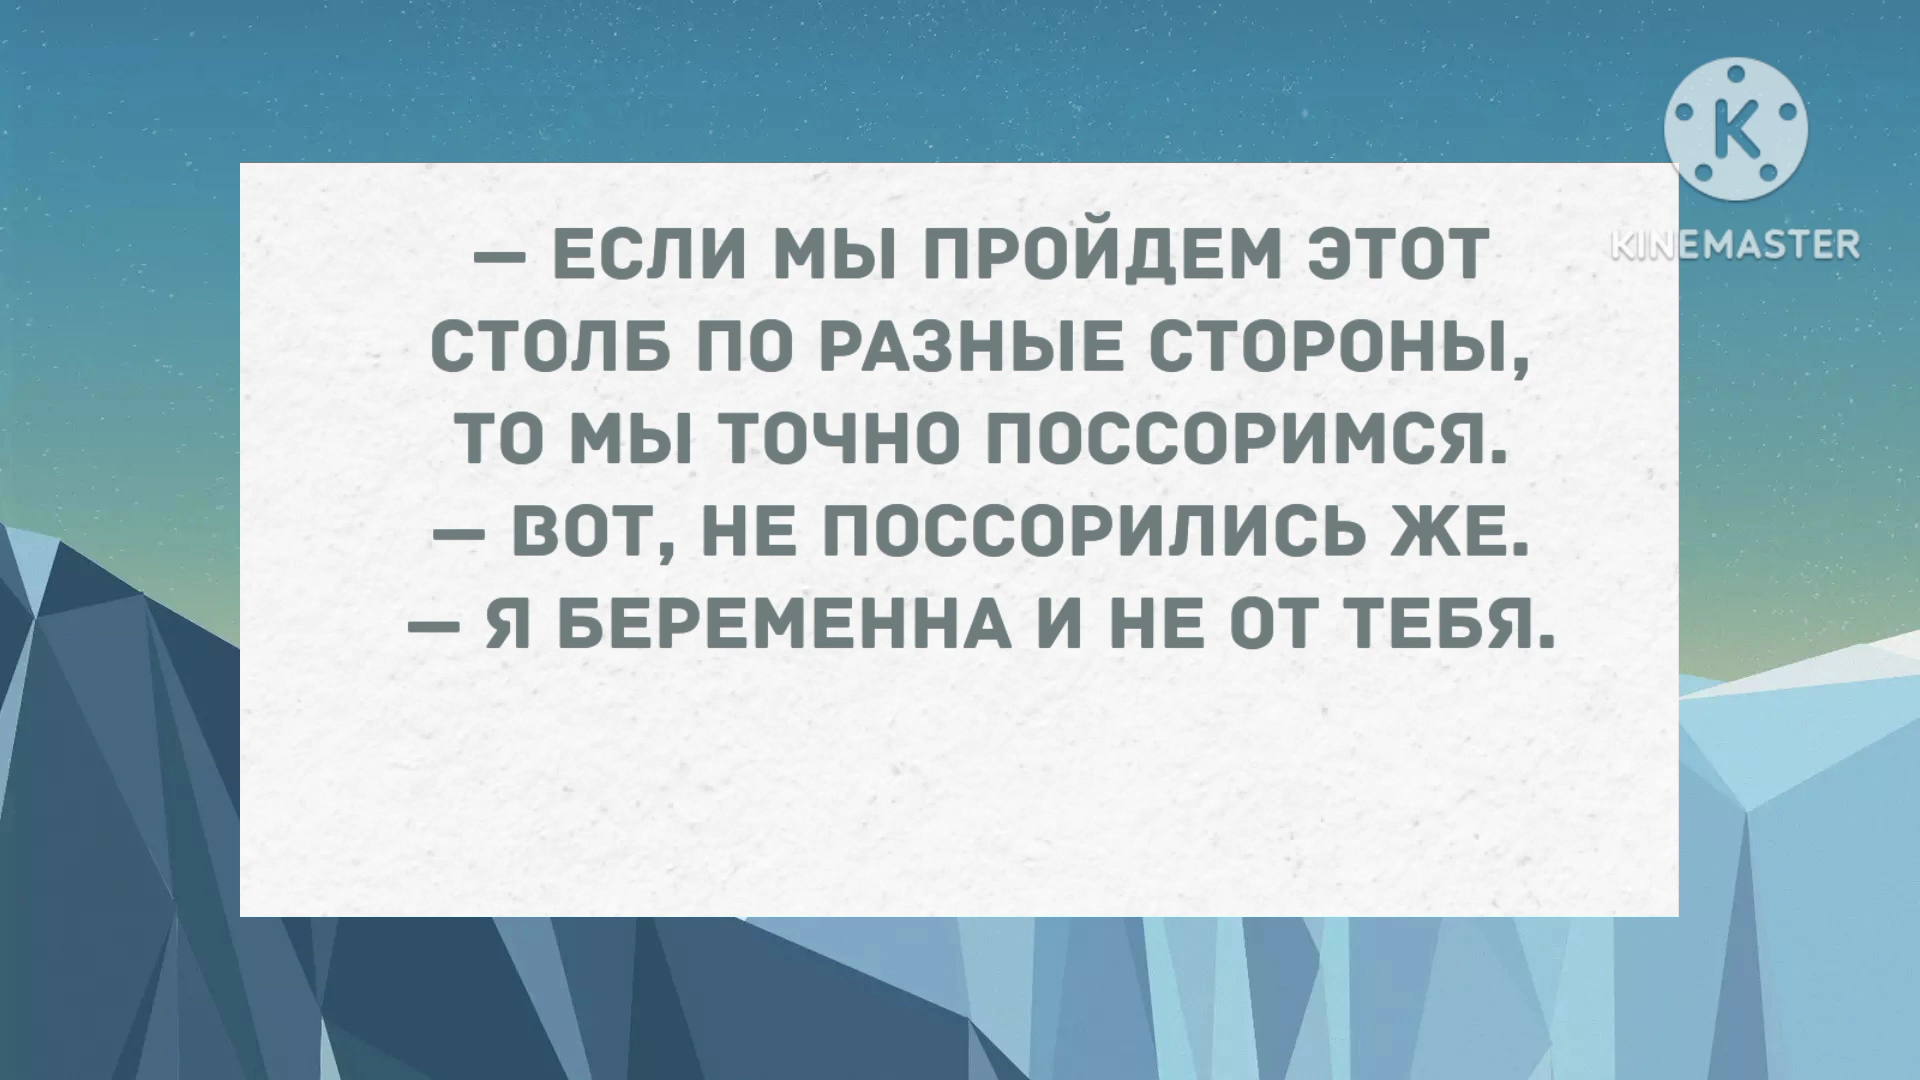 — ЕСЛИ МЫ ПРОЙДЕМ ЭТОТ
СТОЛБ ПО РАЗНЫЕ СТОРОНЫ,
ТО МЫ ТОЧНО ПОССОРИМСЯ.
— ВОТ, НЕ ПОССОРИЛИСЬ ЖЕ.
— Я БЕРЕМЕННА И НЕ ОТ ТЕБЯ.
K
KINEMASTER